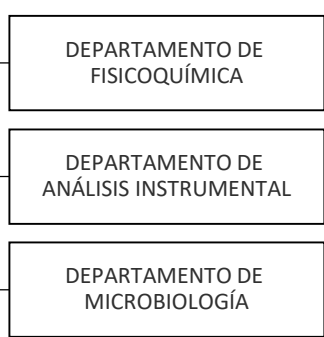 DEPARTAMENTO DE
FISICOQUÍMICA
DEPARTAMENTO DE
ANÁLISIS INSTRUMENTAL
DEPARTAMENTO DE
MICROBIOLOGÍA